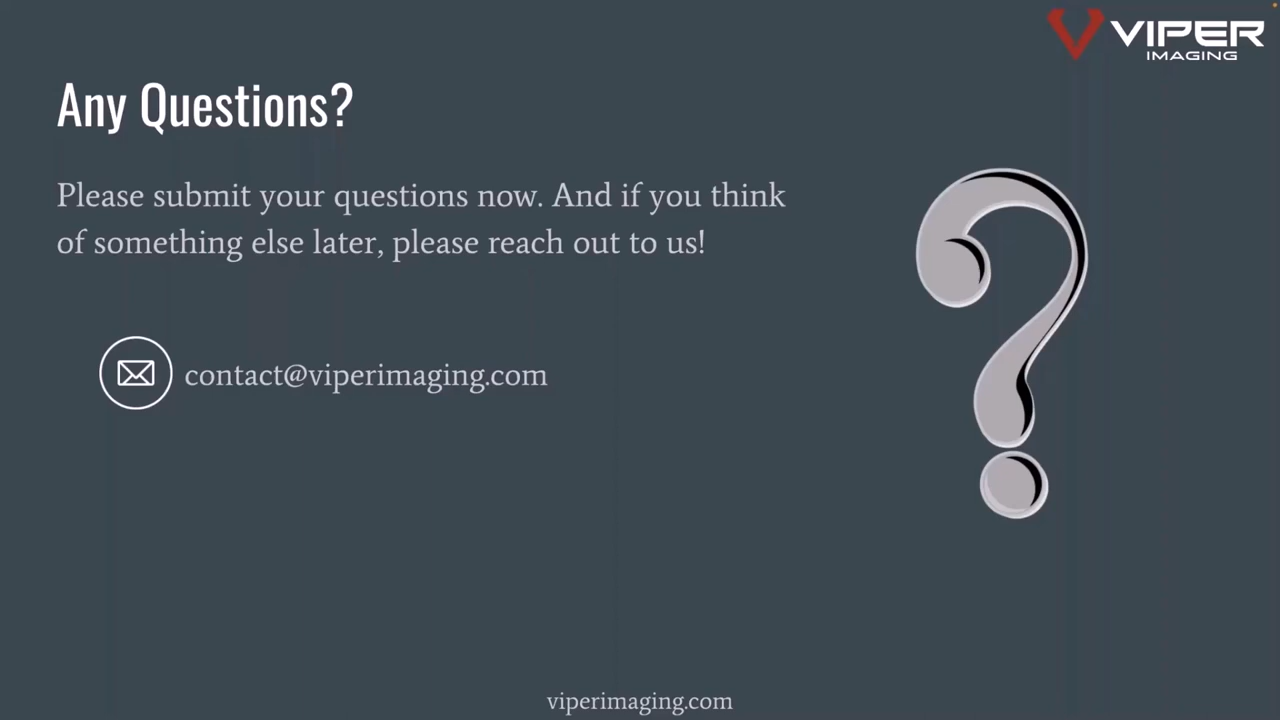 VIPER
IMAGING
Any Questions?
Please submit your questions now. And if you think
of something else later, please reach out to us!
contact@viperimaging.com
?
viperimaging.com